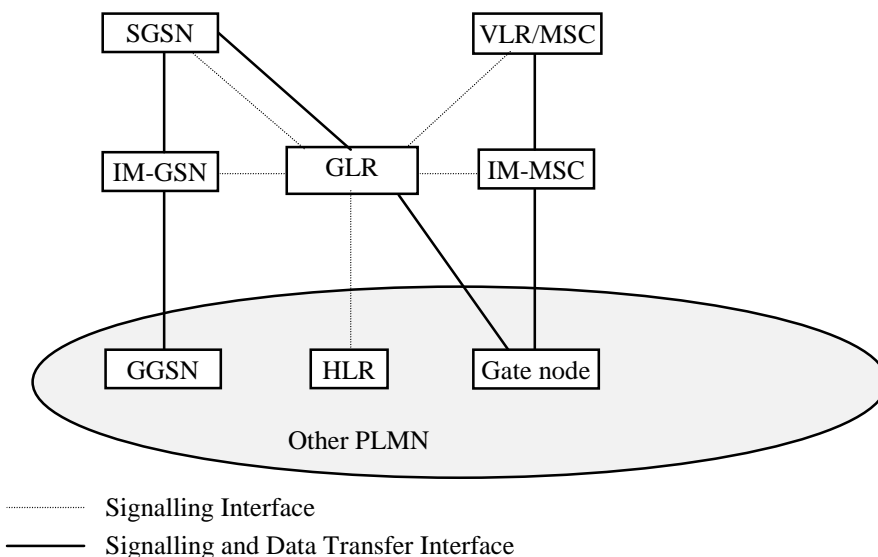 SGSN
VLR/MSC
IM-GSN
GLR
IM-MSC
GGSN
HLR
Gate node
Other PLMN
Signalling Interface
Signalling and Data Transfer Interface